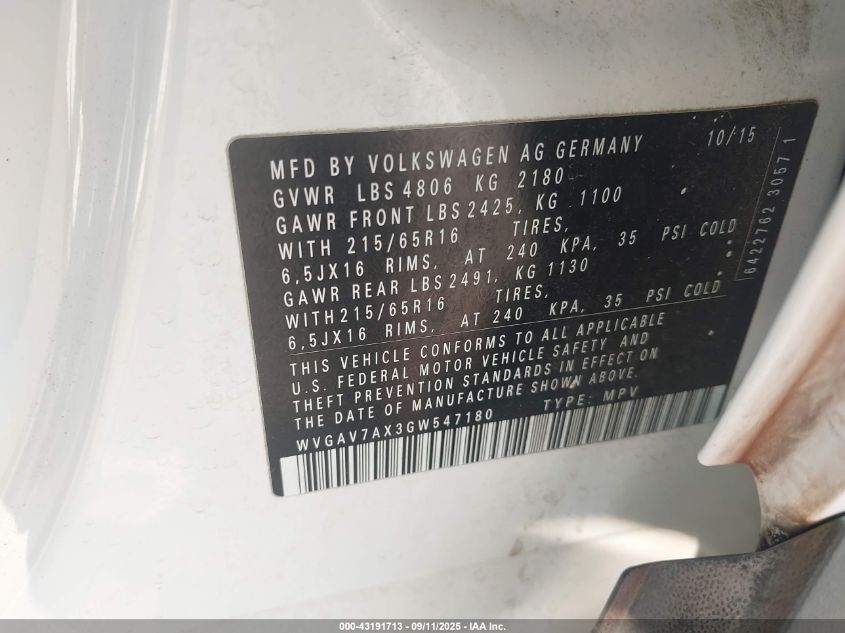 MFD BY VOLKSWAGEN AG GERMANY 10/15
GVWR LBS 4806 KG 2180
GAWR FRONT LBS 2425, KG 1100
WITH 215/65R16 TIRES,
6,5JX16 RIMS, AT 240 KPA, 35 PSI COLD
GAWR REAR LBS 2491, KG 1130
WITH 215/65R16 TIRES,
6,5JX16 RIMS, AT 240 KPA, 35 PSI COLD
THIS VEHICLE CONFORMS TO ALL APPLICABLE
U.S. FEDERAL MOTOR VEHICLE SAFETY AND
THEFT PREVENTION STANDARDS IN EFFECT ON
THE DATE OF MANUFACTURE SHOWN ABOVE.
WVGAV7AX3GW547180 TYPE: MPV
6422762 3057 1
000-43191713 - 09/11/2025 - IAA Inc.